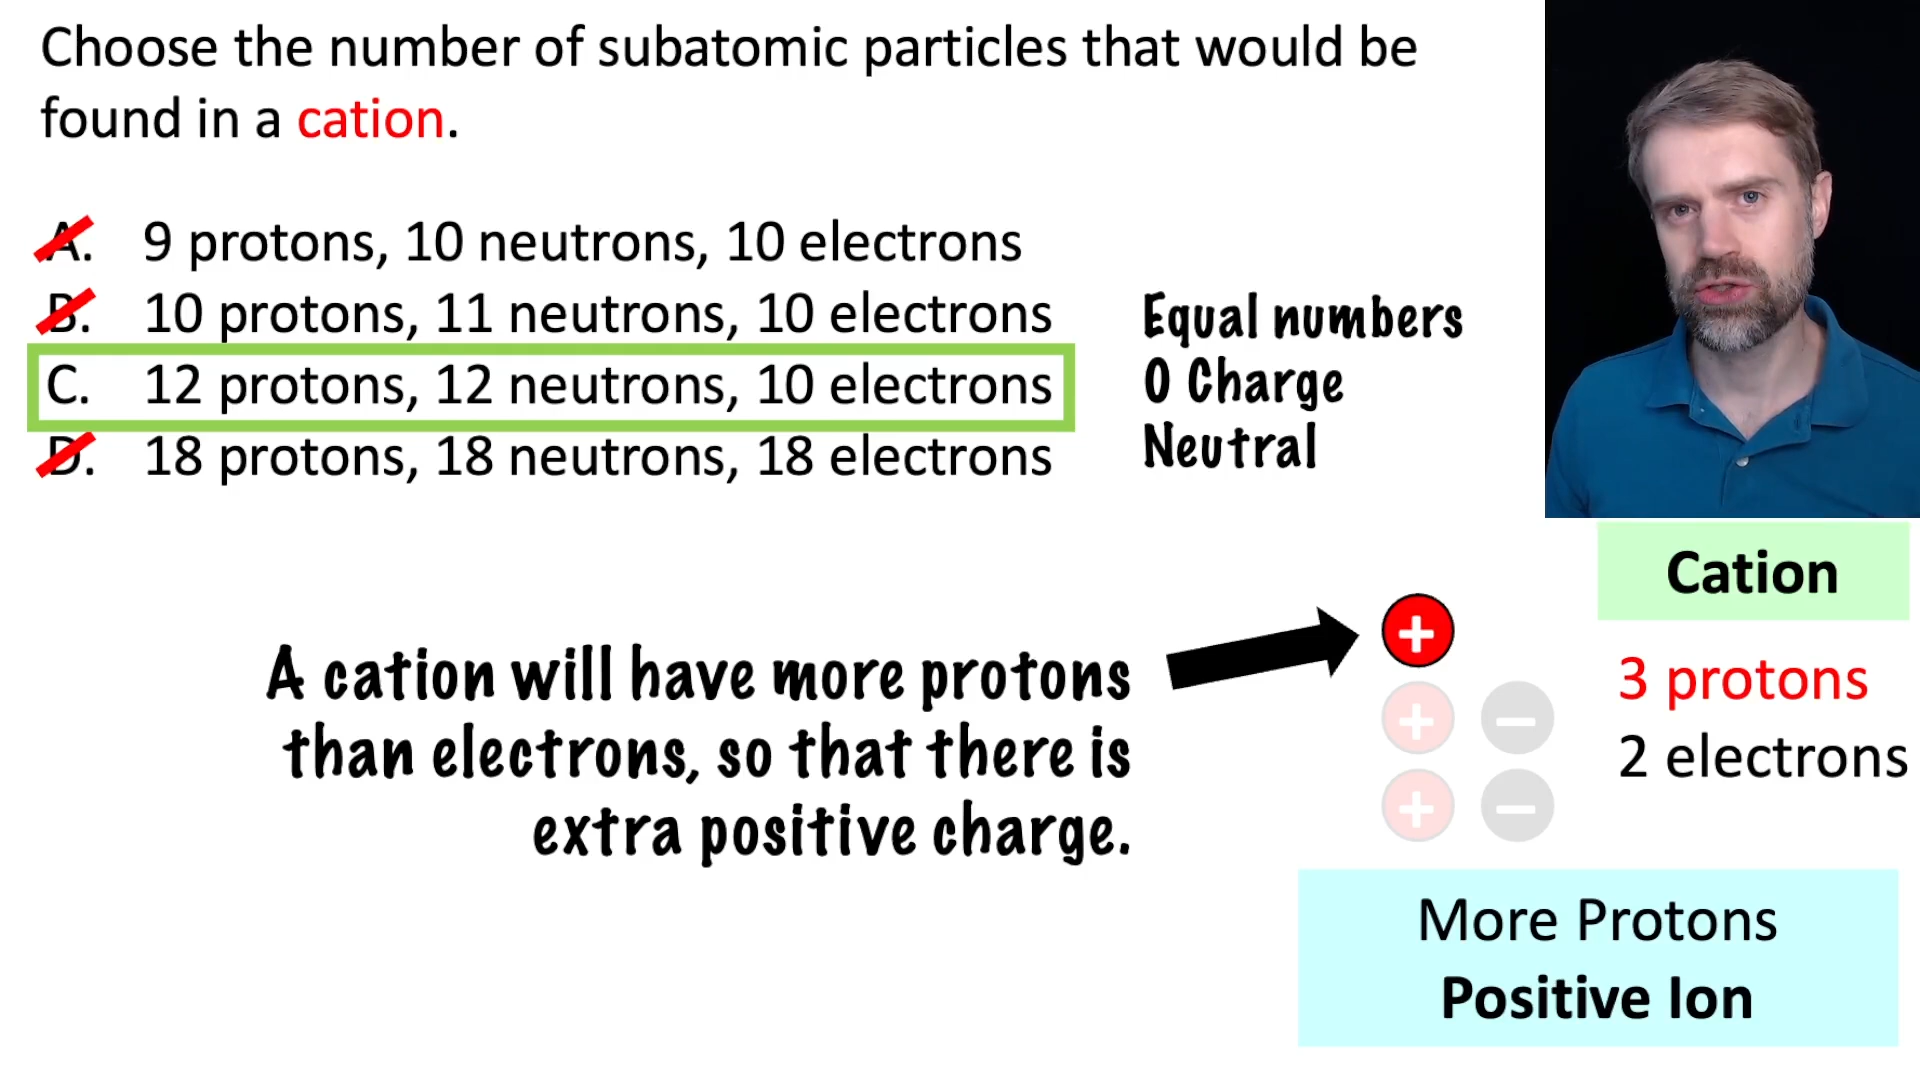 Choose the number of subatomic particles that would be
found in a cation.
A. 9 protons, 10 neutrons, 10 electrons
B. 10 protons, 11 neutrons, 10 electrons
C. 12 protons, 12 neutrons, 10 electrons
D. 18 protons, 18 neutrons, 18 electrons
Equal numbers
0 Charge
Neutral
A cation will have more protons
than electrons, so that there is
extra positive charge.
+
+ −
+ −
Cation
3 protons
2 electrons
More Protons
Positive Ion